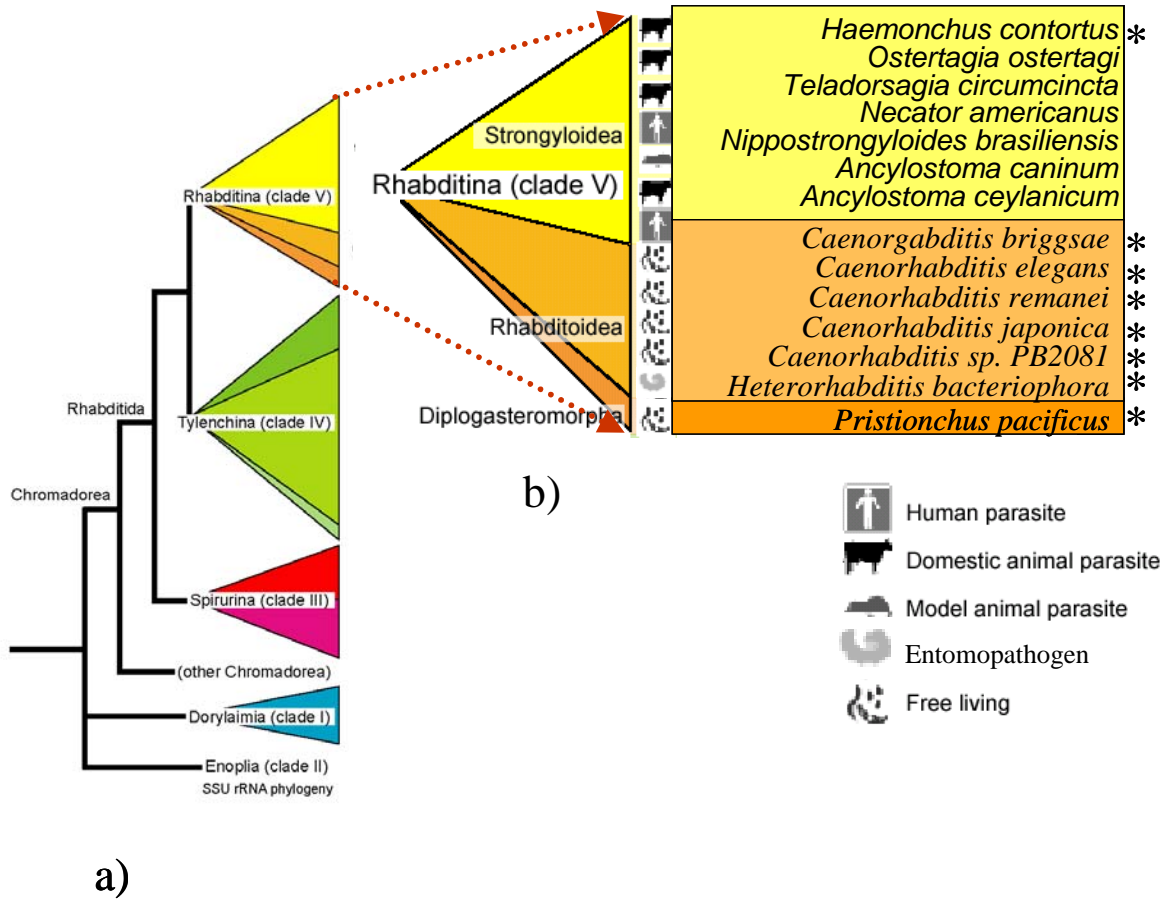 Rhabditina (clade V)
Rhabditida
Tylenchina (clade IV)
Chromadorea
Spirurina (clade III)
(other Chromadorea)
Dorylaimia (clade I)
Enoplia (clade II)
SSU rRNA phylogeny
a)
Strongyloidea
Rhabditina (clade V)
Rhabditoidea
Diplogasteromorpha
Haemonchus contortus *
Ostertagia ostertagi
Teladorsagia circumcincta
Necator americanus
Nippostrongyloides brasiliensis
Ancylostoma caninum
Ancylostoma ceylanicum
Caenorgabditis briggsae *
Caenorhabditis elegans *
Caenorhabditis remanei *
Caenorhabditis japonica *
Caenorhabditis sp. PB2081 *
Heterorhabditis bacteriophora *
Pristionchus pacificus *
b)
Human parasite
Domestic animal parasite
Model animal parasite
Entomopathogen
Free living